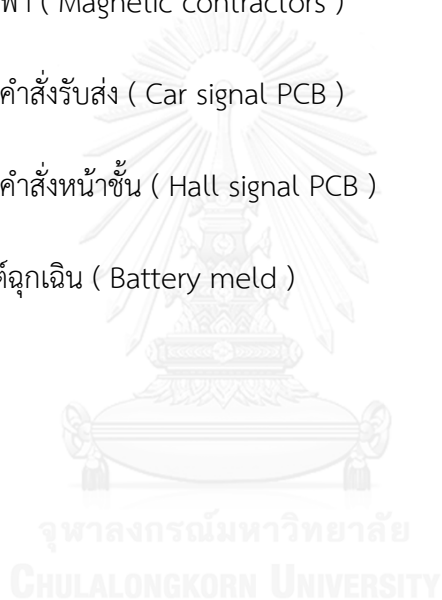 ฟ้า ( Magnetic contractors )
คำสั่งรับส่ง ( Car signal PCB )
คำสั่งหน้าชั้น ( Hall signal PCB )
ต์ฉุกเฉิน ( Battery meld )
จุฬาลงกรณ์มหาวิทยาลัย
CHULALONGKORN UNIVERSITY